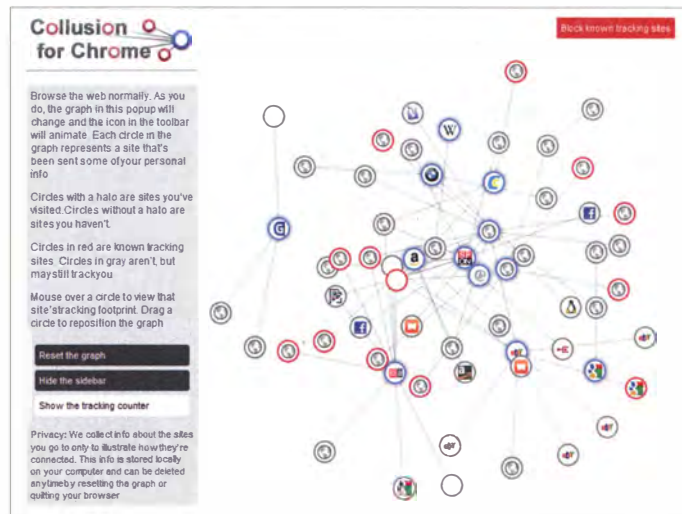 Collusion
for Chrome
Block known tracking sites
Browse the web normally. As you
do, the graph in this popup will
change and the icon in the toolbar
will animate. Each circle in the
graph represents a site that's
been sent some of your personal
info
Circles with a halo are sites you've
visited. Circles without a halo are
sites you haven't.
Circles in red are known tracking
sites. Circles in gray aren't, but
may still track you
Mouse over a circle to view that
site's tracking footprint. Drag a
circle to reposition the graph
Reset the graph
Hide the sidebar
Show the tracking counter
Privacy: We collect info about the sites
you go to only to illustrate how they're
connected. This info is stored locally
on your computer and can be deleted
anytime by resetting the graph or
quitting your browser
W
G
a